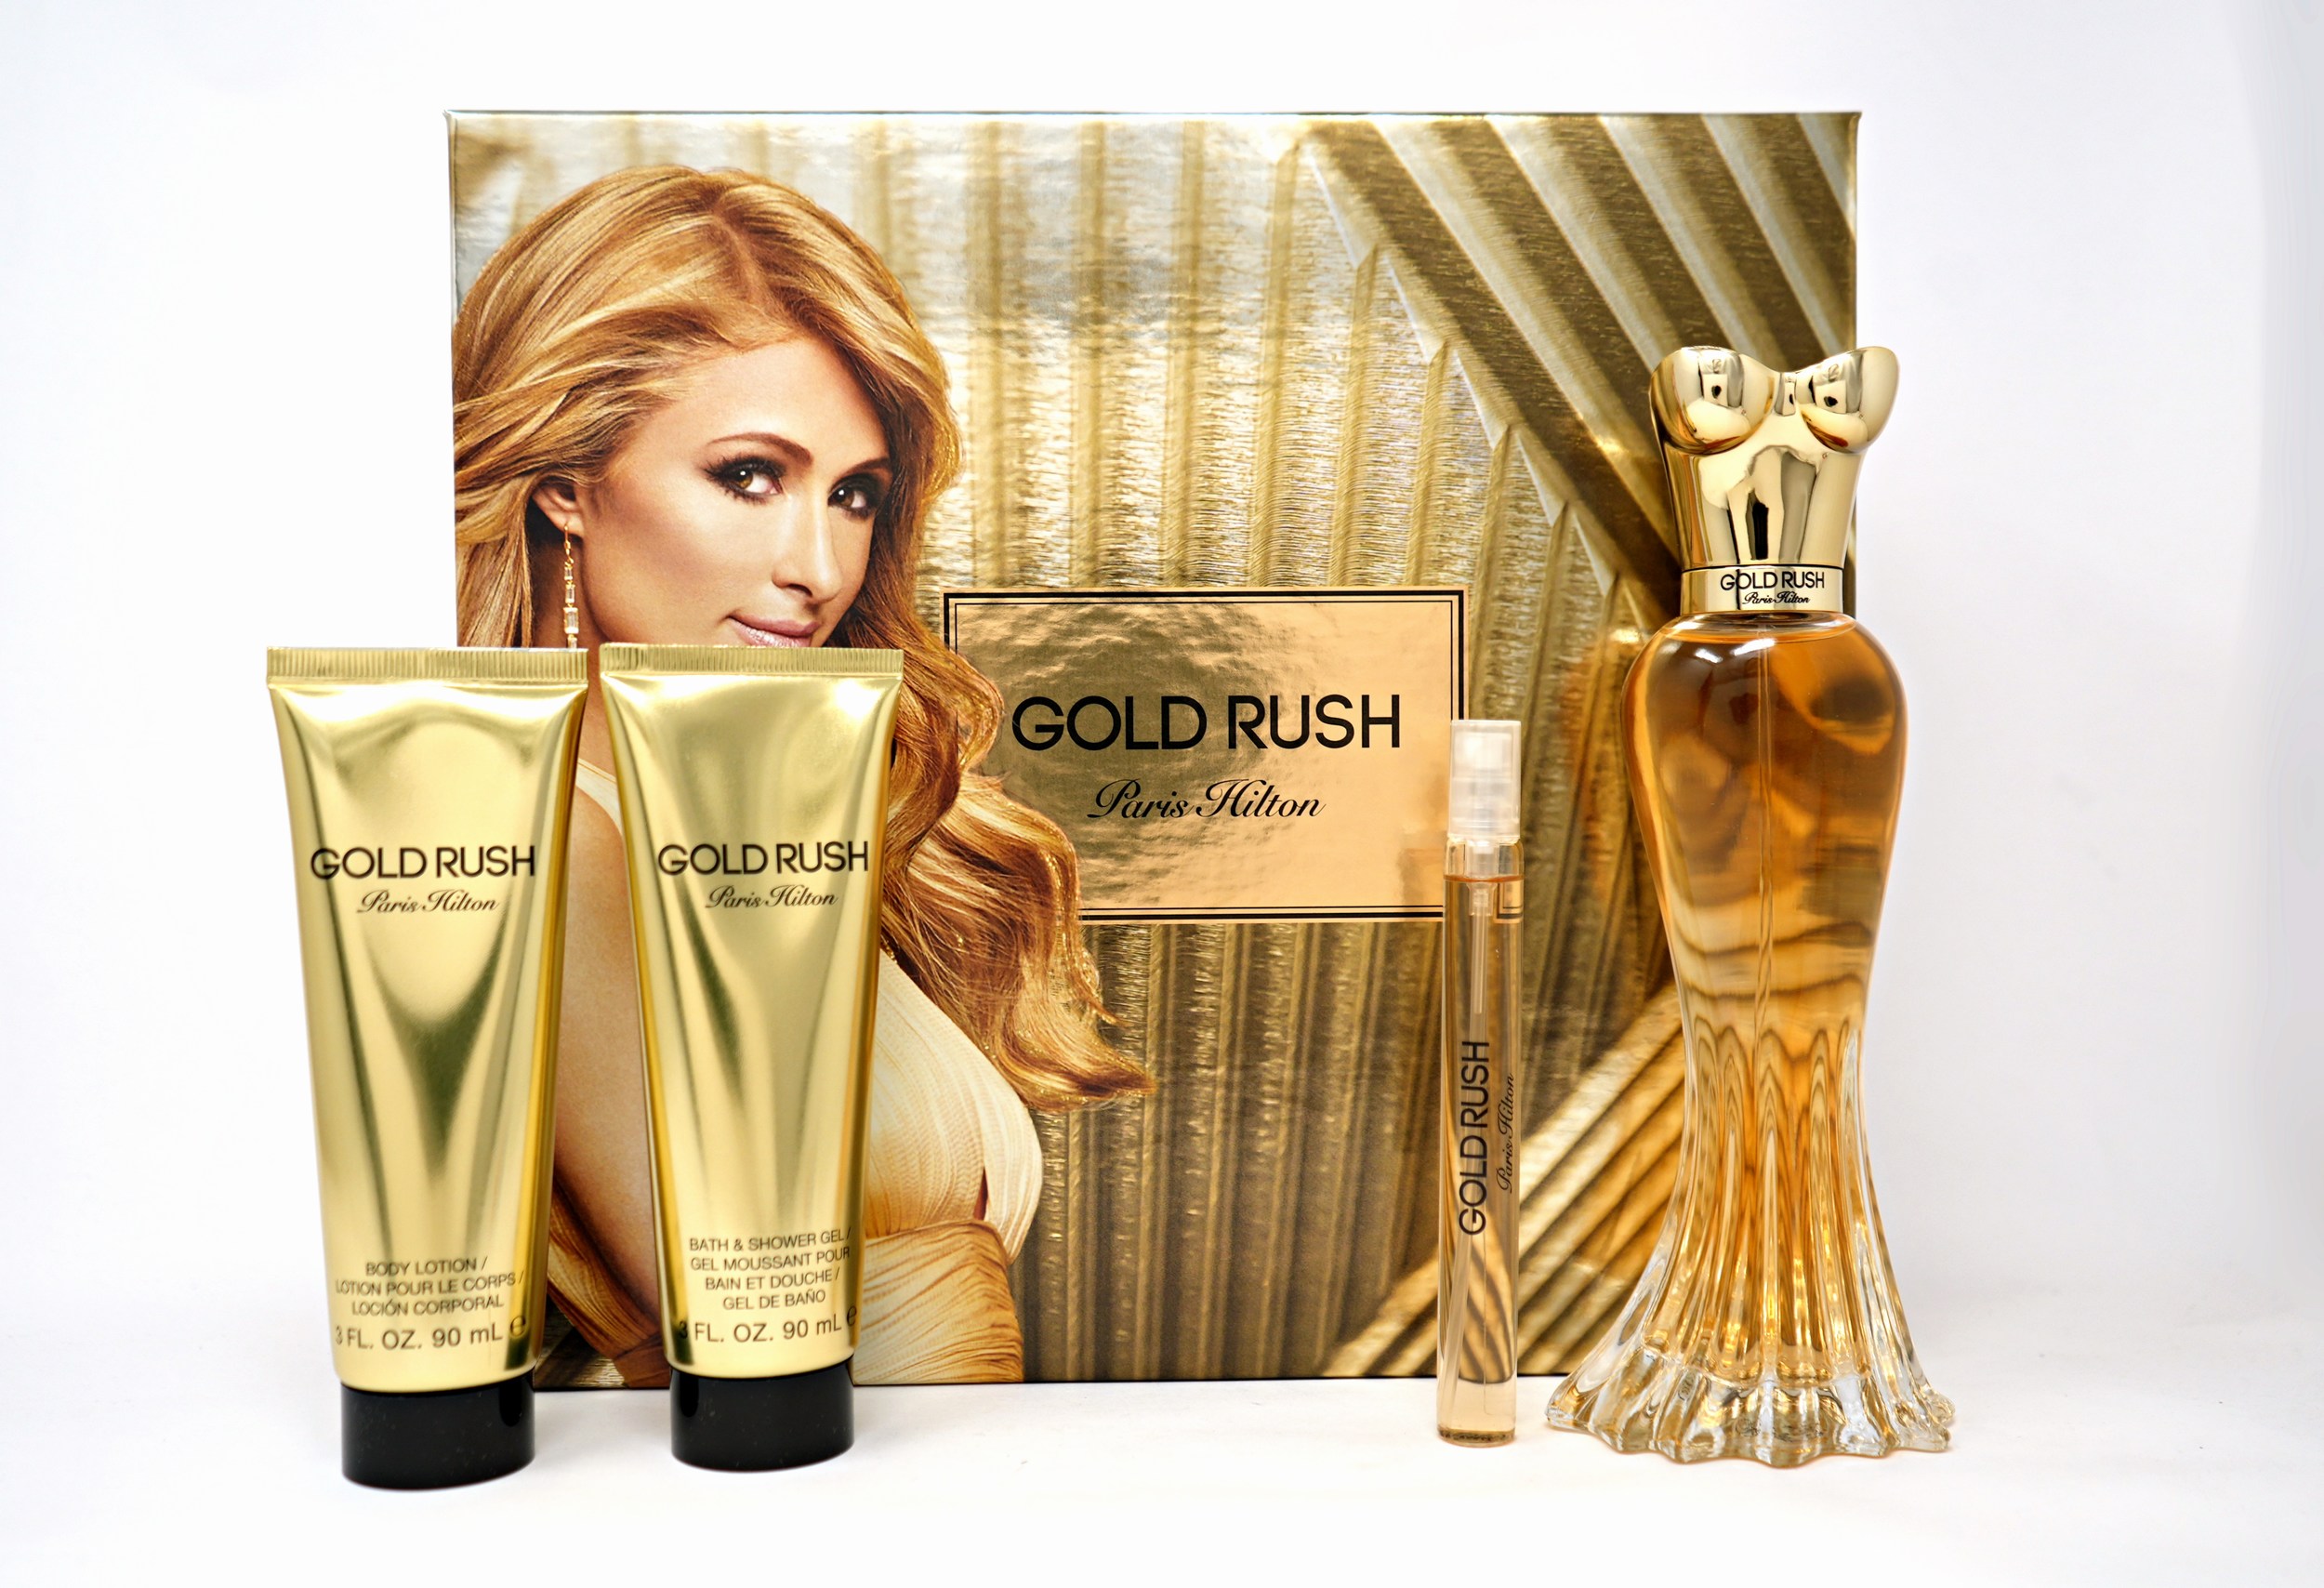 GOLD RUSH
Paris Hilton
GOLD RUSH
Paris Hilton
BODY LOTION /
LOTION POUR LE CORPS /
LOCIÓN CORPORAL
3 FL. OZ. 90 mL ℮
GOLD RUSH
Paris Hilton
BATH & SHOWER GEL /
GEL MOUSSANT POUR
BAIN ET DOUCHE /
GEL DE BAÑO
3 FL. OZ. 90 mL ℮
GOLD RUSH
Paris Hilton
GOLD RUSH
Paris Hilton